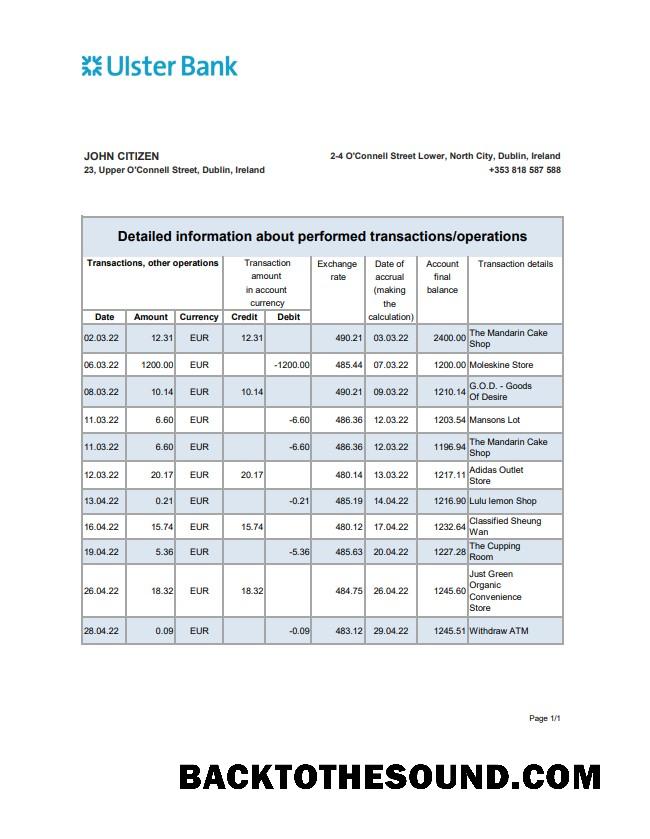 Ulster Bank
JOHN CITIZEN
23, Upper O'Connell Street, Dublin, Ireland
2-4 O'Connell Street Lower, North City, Dublin, Ireland
+353 818 587 588
Detailed information about performed transactions/operations
Transactions, other operations
Transaction
amount
in account
currency
Exchange
rate
Date of
accrual
(making
the
calculation)
Account
final
balance
Transaction details
Date Amount Currency Credit Debit
02.03.22 12.31 EUR 12.31 490.21 03.03.22 2400.00 The Mandarin Cake
Shop
06.03.22 1200.00 EUR -1200.00 485.44 07.03.22 1200.00 Moleskine Store
08.03.22 10.14 EUR 10.14 490.21 09.03.22 1210.14 G.O.D. - Goods
Of Desire
11.03.22 6.60 EUR -6.60 486.36 12.03.22 1203.54 Mansons Lot
11.03.22 6.60 EUR -6.60 486.36 12.03.22 1196.94 The Mandarin Cake
Shop
12.03.22 20.17 EUR 20.17 480.14 13.03.22 1217.11 Adidas Outlet
Store
13.04.22 0.21 EUR -0.21 485.19 14.04.22 1216.90 Lulu lemon Shop
16.04.22 15.74 EUR 15.74 480.12 17.04.22 1232.64 Classified Sheung
Wan
19.04.22 5.36 EUR -5.36 485.63 20.04.22 1227.28 The Cupping
Room
26.04.22 18.32 EUR 18.32 484.75 26.04.22 1245.60 Just Green
Organic
Convenience
Store
28.04.22 0.09 EUR -0.09 483.12 29.04.22 1245.51 Withdraw ATM
Page 1/1
BACKTOTHESOUND.COM